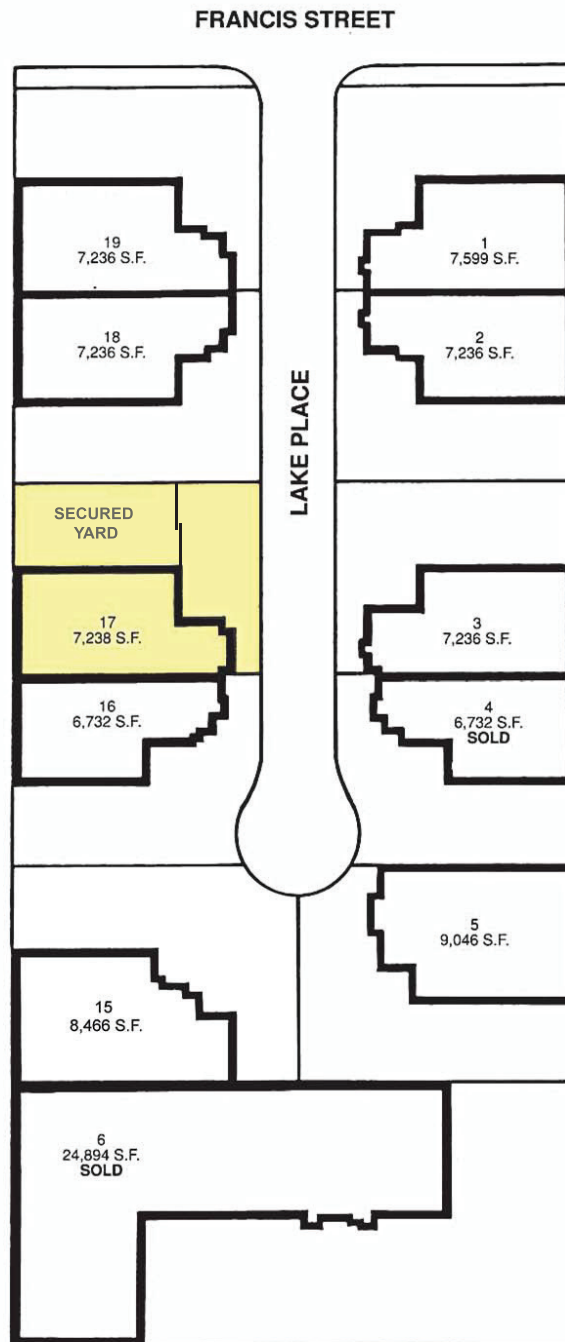 FRANCIS STREET
19
7,236 S.F.
1
7,599 S.F.
18
7,236 S.F.
2
7,236 S.F.
LAKE PLACE
SECURED
YARD
17
7,238 S.F.
3
7,236 S.F.
16
6,732 S.F.
4
6,732 S.F.
SOLD
5
9,046 S.F.
15
8,466 S.F.
6
24,894 S.F.
SOLD